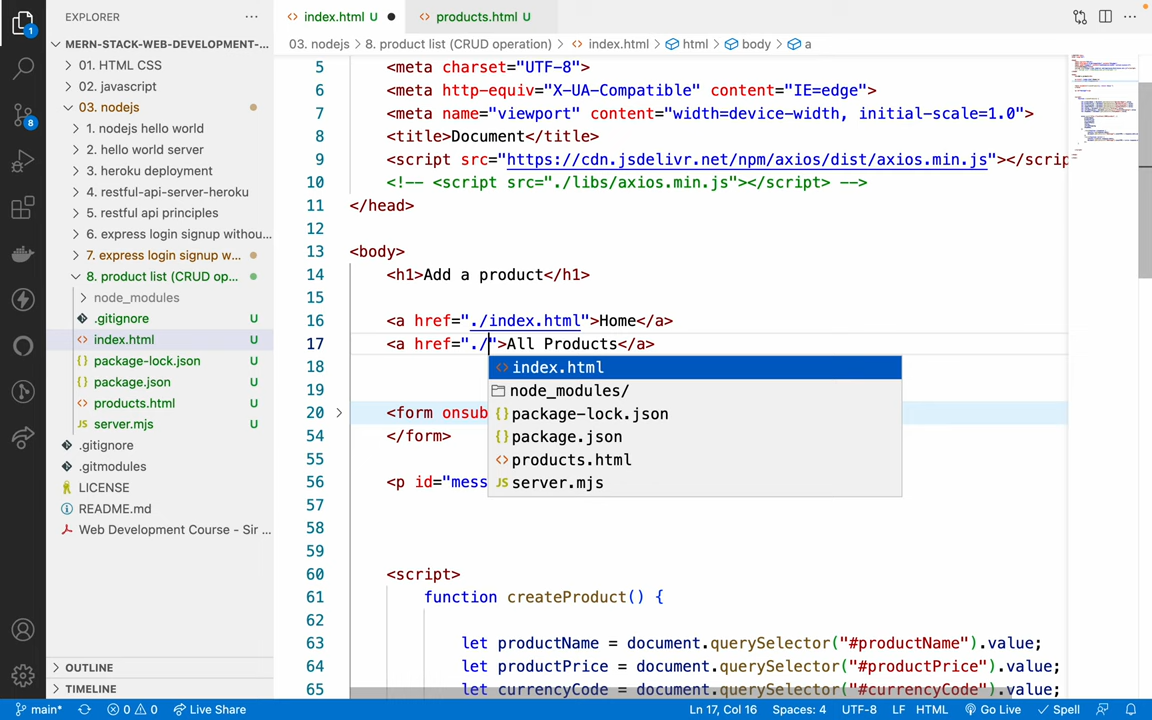 EXPLORER
index.html U
products.html U
MERN-STACK-WEB-DEVELOPMENT-...
03. nodejs > 8. product list (CRUD operation) > index.html > html > body > a
01. HTML CSS
02. javascript
03. nodejs
1. nodejs hello world
2. hello world server
3. heroku deployment
4. restful-api-server-heroku
5. restful api principles
6. express login signup withou...
7. express login signup w...
8. product list (CRUD op...
node_modules
.gitignore U
index.html U
package-lock.json U
package.json U
products.html U
server.mjs U
.gitignore
.gitmodules
LICENSE
README.md
Web Development Course - Sir ...
OUTLINE
TIMELINE
5 <meta charset="UTF-8">
6 <meta http-equiv="X-UA-Compatible" content="IE=edge">
7 <meta name="viewport" content="width=device-width, initial-scale=1.0">
8 <title>Document</title>
9 <script src="https://cdn.jsdelivr.net/npm/axios/dist/axios.min.js"></scrip
10 <!-- <script src="./libs/axios.min.js"></script> -->
11 </head>
12
13 <body>
14 <h1>Add a product</h1>
15
16 <a href="./index.html">Home</a>
17 <a href="./">All Products</a>
18
19
20 <form onsub
54 </form>
55
56 <p id="mess
57
58
59
60 <script>
61 function createProduct() {
62
63 let productName = document.querySelector("#productName").value;
64 let productPrice = document.querySelector("#productPrice").value;
65 let currencyCode = document.querySelector("#currencyCode").value;
index.html
node_modules/
package-lock.json
package.json
products.html
server.mjs
1
8
main* 0 0 Live Share Ln 17, Col 16 Spaces: 4 UTF-8 LF HTML Go Live Spell